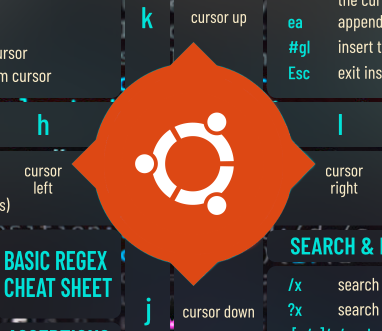 k
cursor up
ea
append
#gl
insert t
Esc
exit ins
m cursor
h
l
cursor
left
cursor
right
s)
BASIC REGEX
CHEAT SHEET
SEARCH &
/x
search
?x
search
j
cursor down